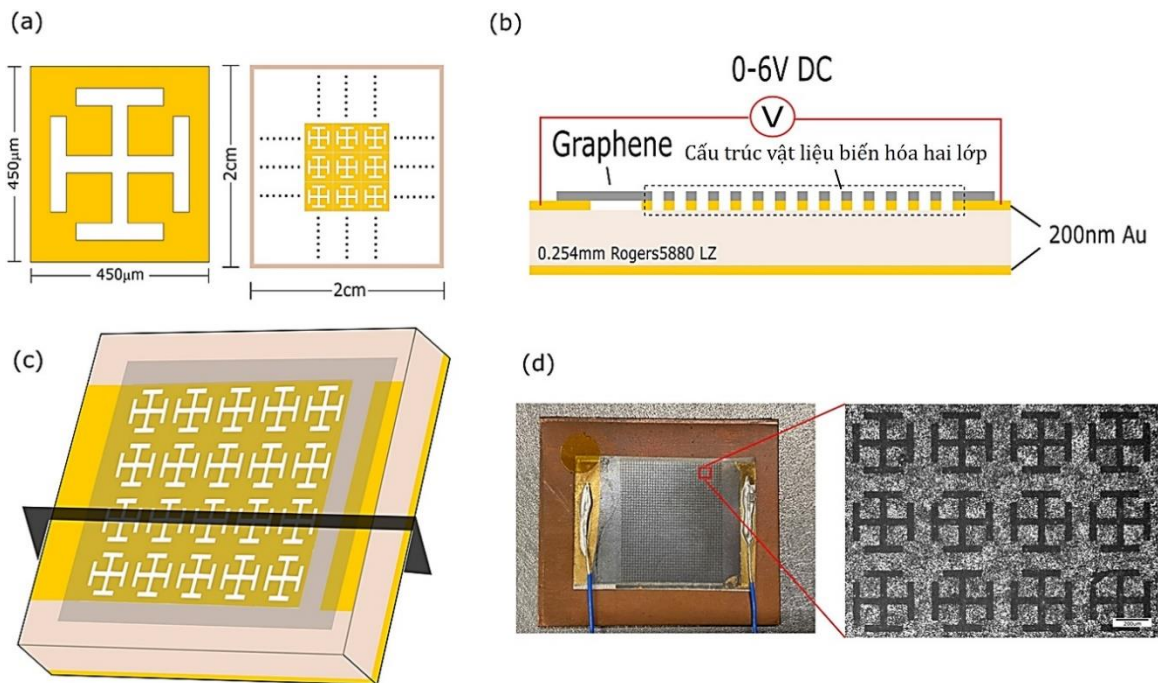 (a)
450μm
450μm
2cm
2cm
(b)
0-6V DC
V
Graphene
Cấu trúc vật liệu biến hóa hai lớp
200nm Au
0.254mm Rogers5880 LZ
(c)
(d)
200um